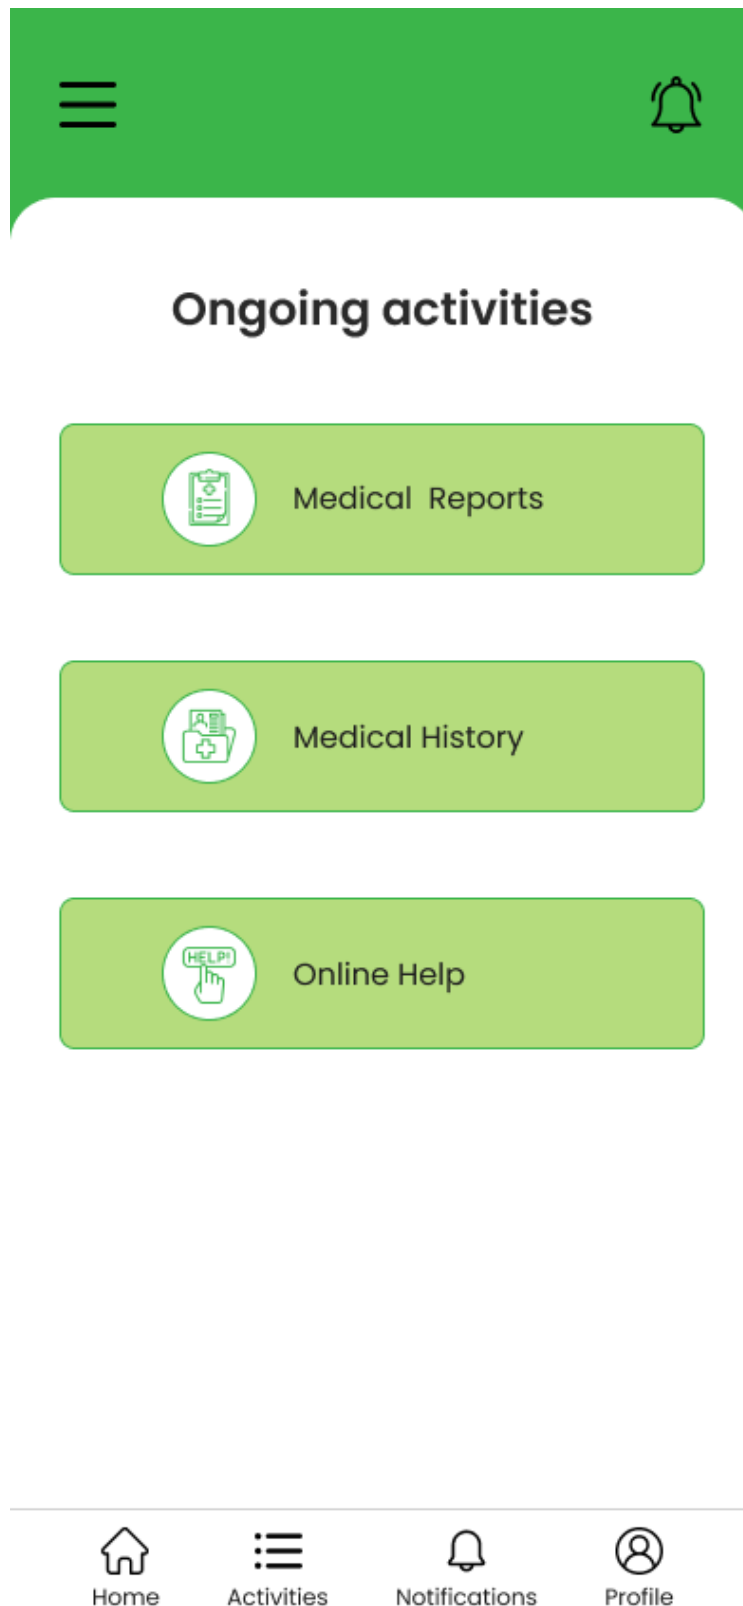 Ongoing activities
Medical  Reports
Medical History
HELP!
Online Help
Home
Activities
Notifications
Profile